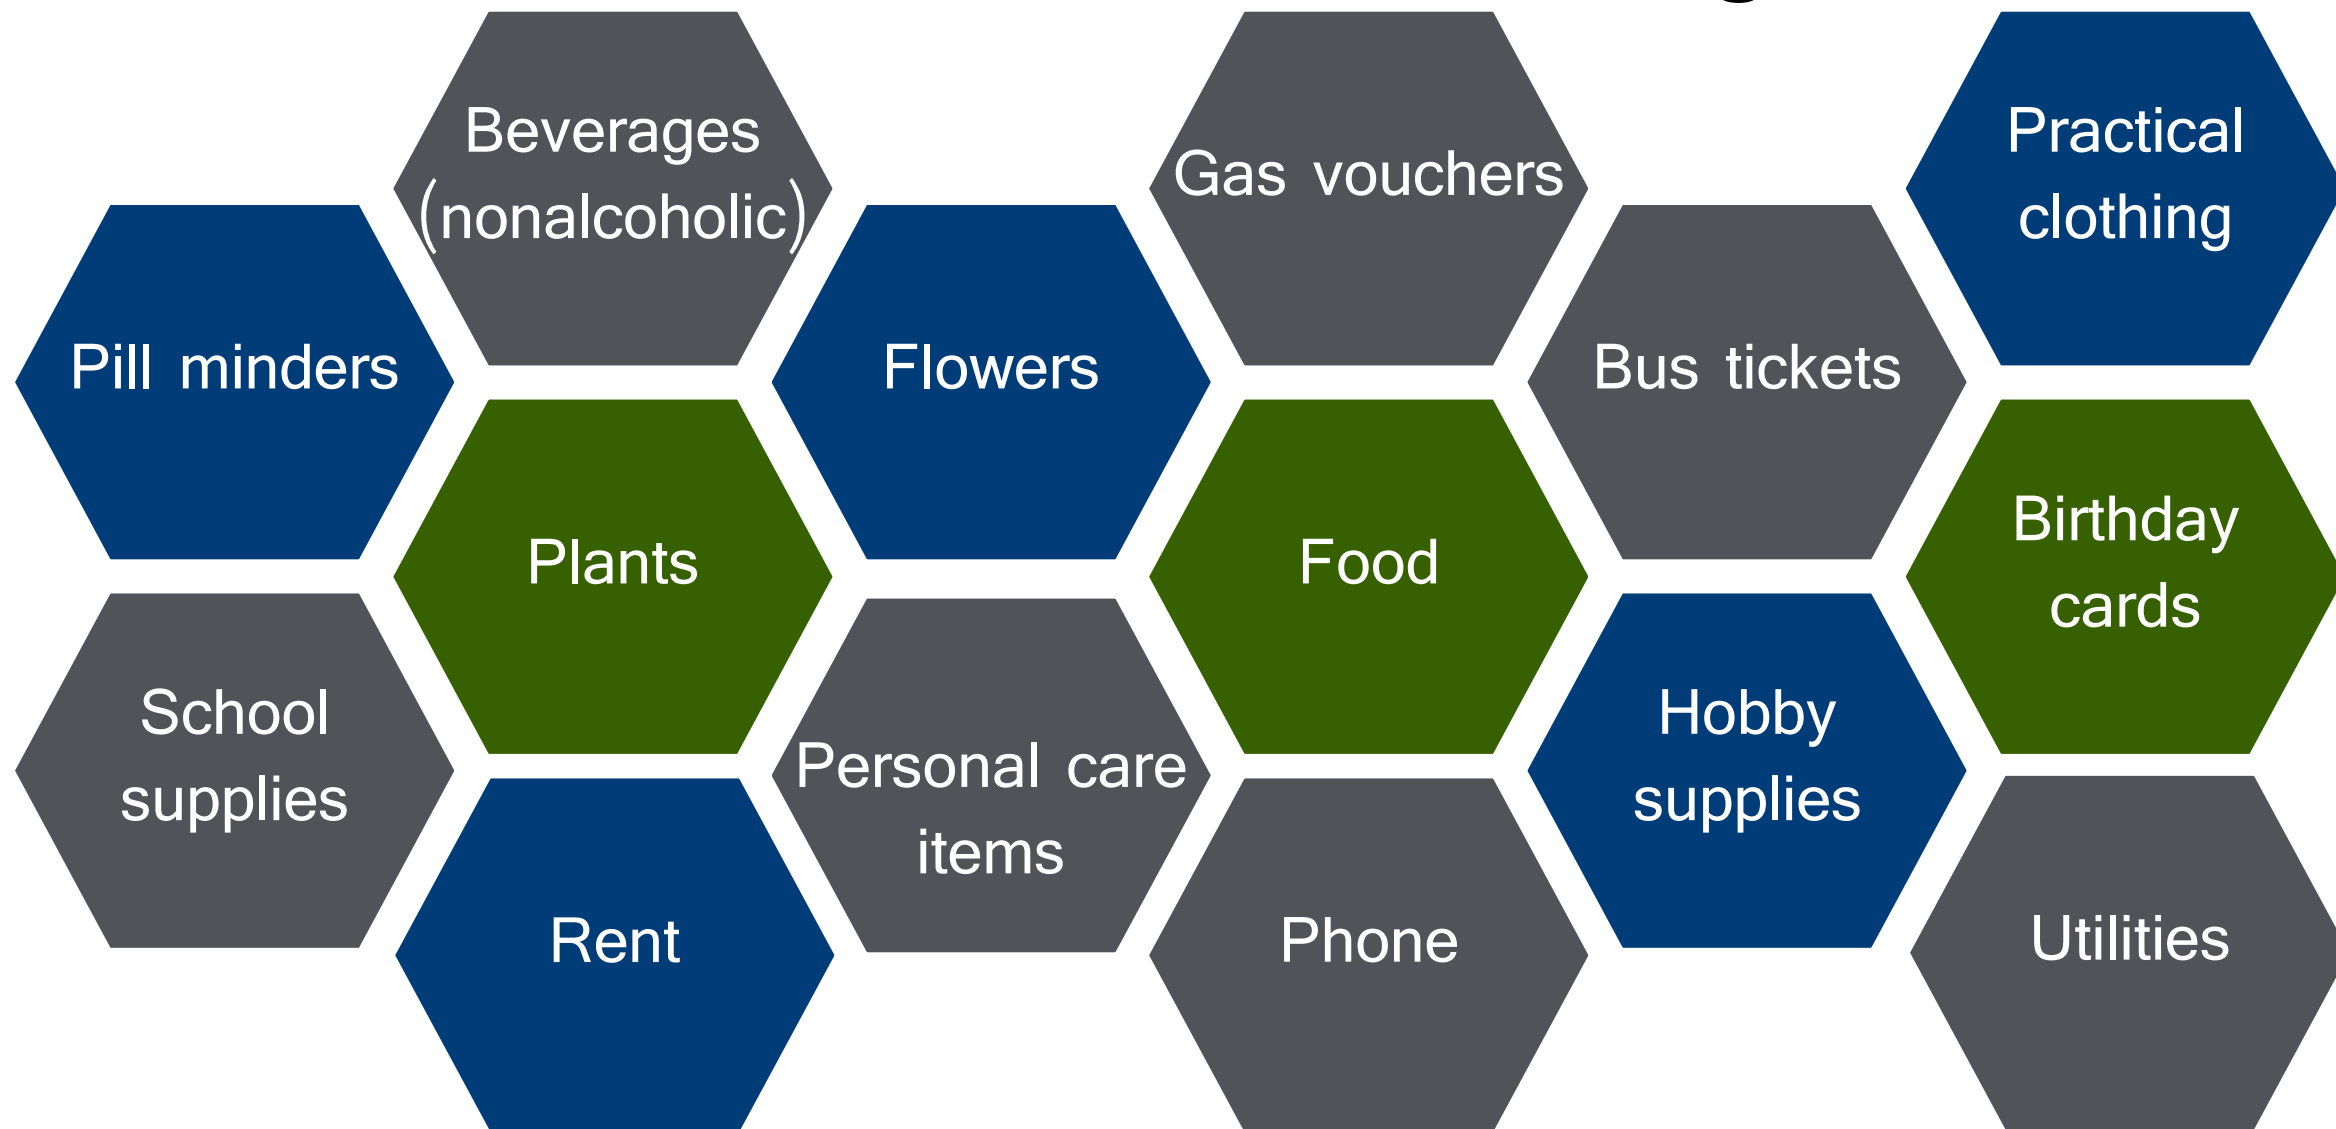 Beverages
(nonalcoholic)
Gas vouchers
Practical
clothing
Pill minders
Flowers
Bus tickets
Plants
Food
Birthday
cards
School
supplies
Personal care
items
Hobby
supplies
Rent
Phone
Utilities